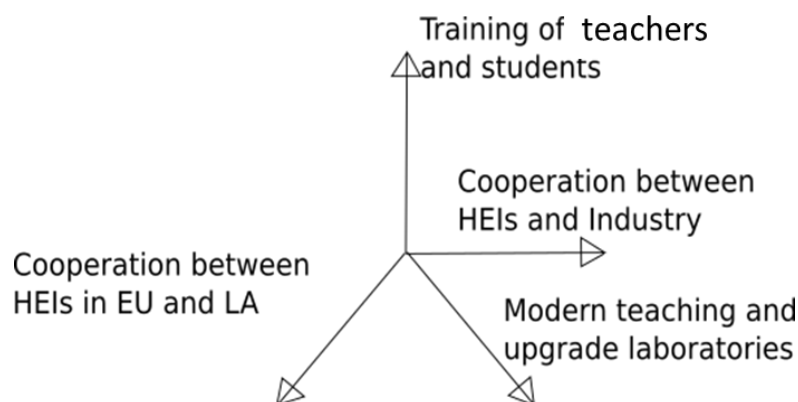 Training of teachers
and students
Cooperation between
HEIs and Industry
Cooperation between
HEIs in EU and LA
Modern teaching and
upgrade laboratories